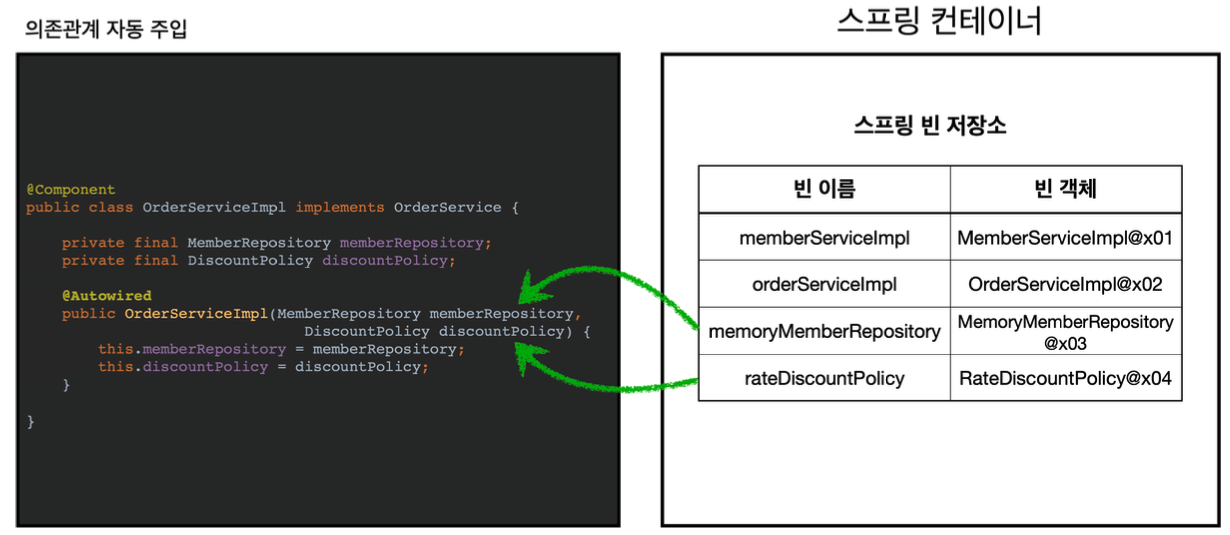 의존관계 자동 주입
@Component
public class OrderServiceImpl implements OrderService {
private final MemberRepository memberRepository;
private final DiscountPolicy discountPolicy;
@Autowired
public OrderServiceImpl(MemberRepository memberRepository,
DiscountPolicy discountPolicy) {
this.memberRepository = memberRepository;
this.discountPolicy = discountPolicy;
}
}
스프링 컨테이너
스프링 빈 저장소
빈 이름 빈 객체
memberServiceImpl MemberServiceImpl@x01
orderServiceImpl OrderServiceImpl@x02
memoryMemberRepository MemoryMemberRepository
@x03
rateDiscountPolicy RateDiscountPolicy@x04